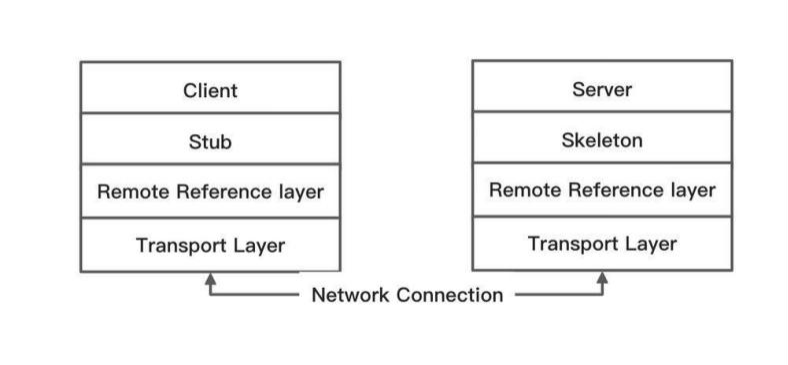 Client
Stub
Remote Reference layer
Transport Layer
Server
Skeleton
Remote Reference layer
Transport Layer
Network Connection